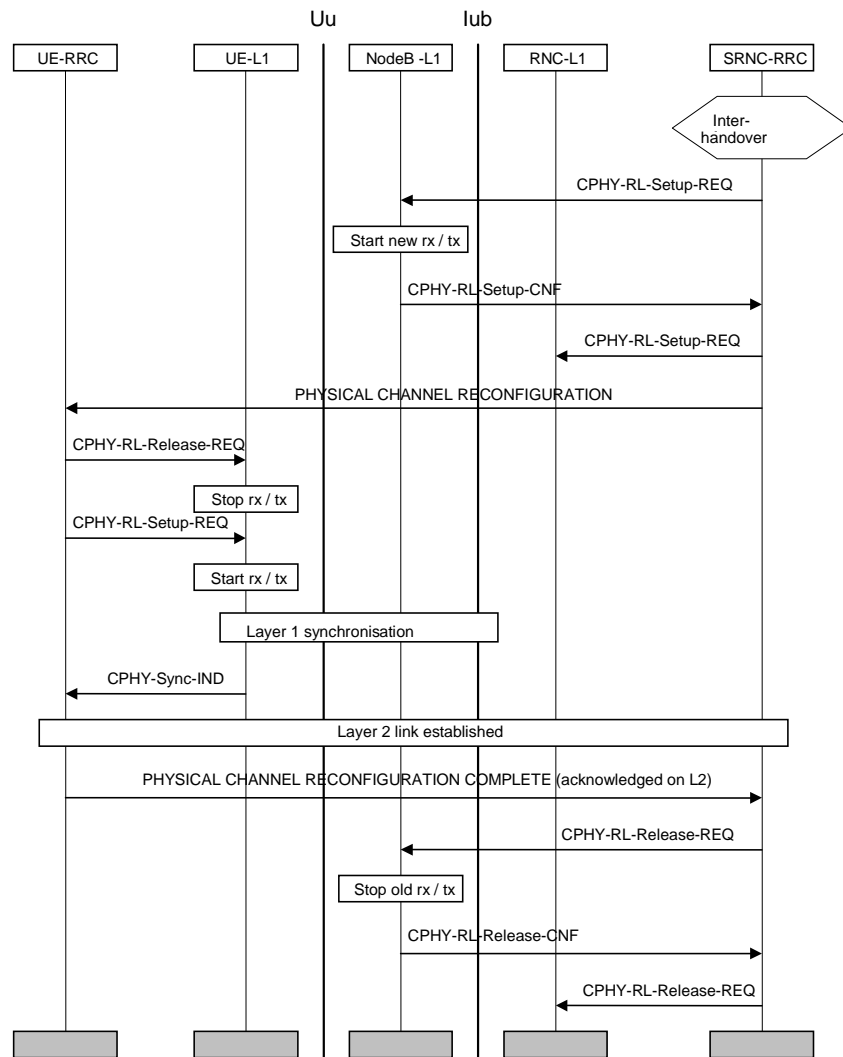 Uu
Iub
UE-RRC
UE-L1
NodeB -L1
RNC-L1
SRNC-RRC
Inter-
handover
CPHY-RL-Setup-REQ
Start new rx / tx
CPHY-RL-Setup-CNF
CPHY-RL-Setup-REQ
PHYSICAL CHANNEL RECONFIGURATION
CPHY-RL-Release-REQ
Stop rx / tx
CPHY-RL-Setup-REQ
Start rx / tx
Layer 1 synchronisation
CPHY-Sync-IND
Layer 2 link established
PHYSICAL CHANNEL RECONFIGURATION COMPLETE (acknowledged on L2)
CPHY-RL-Release-REQ
Stop old rx / tx
CPHY-RL-Release-CNF
CPHY-RL-Release-REQ